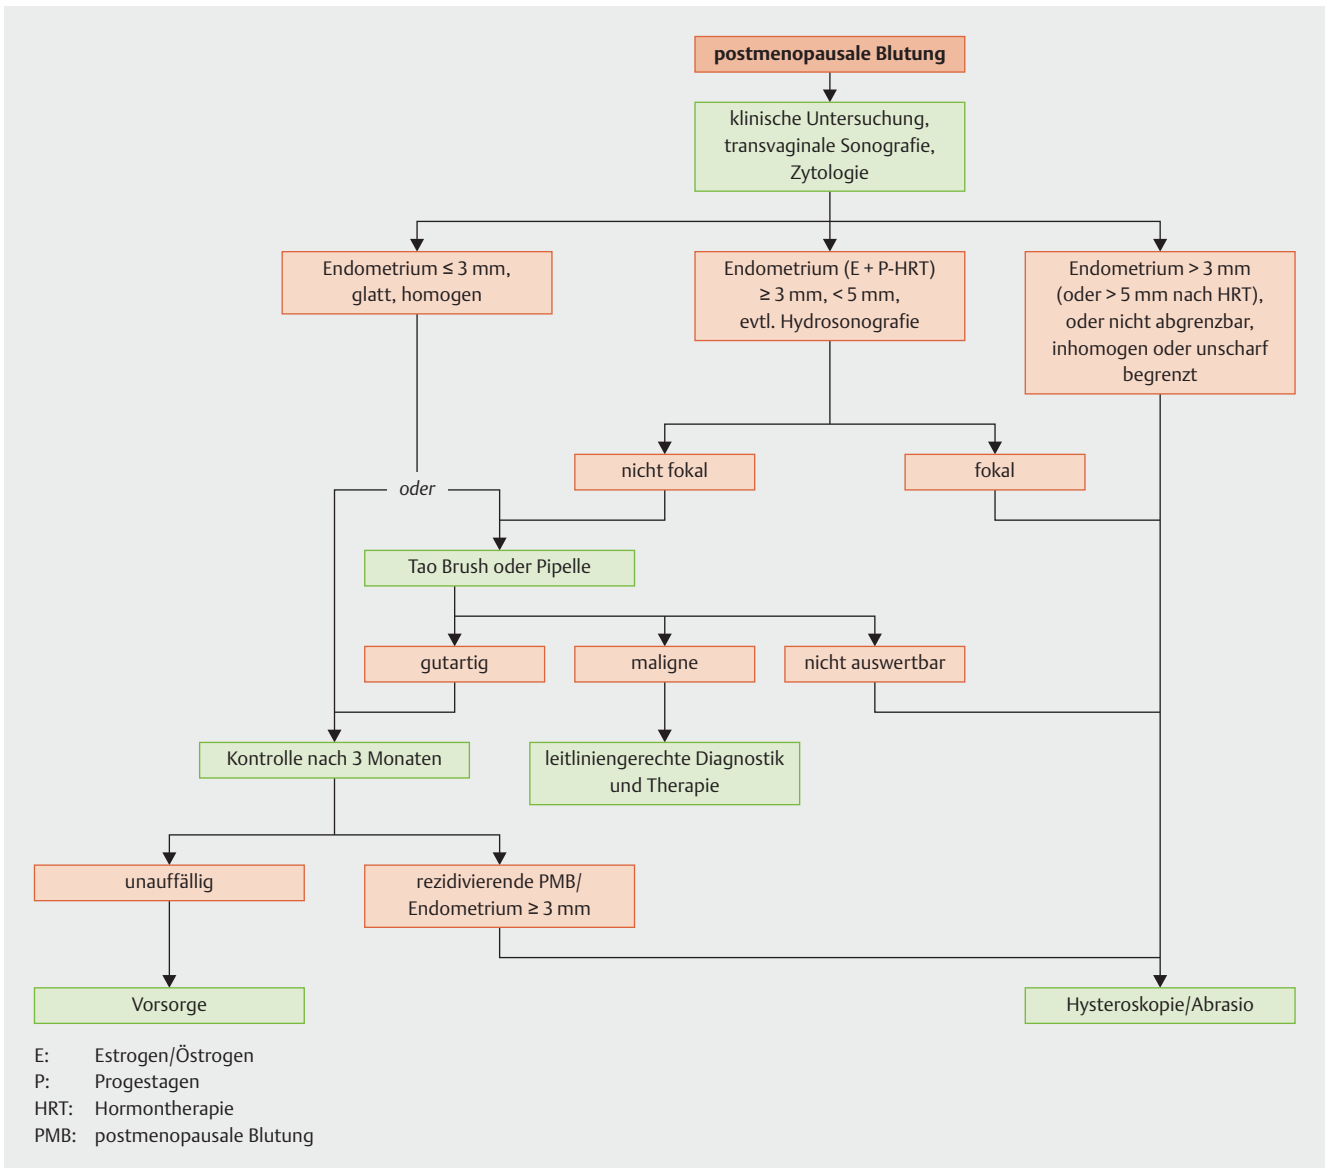 postmenopausale Blutung
klinische Untersuchung,
transvaginale Sonografie,
Zytologie
Endometrium ≤ 3 mm,
glatt, homogen
Endometrium (E + P-HRT)
≥ 3 mm, < 5 mm,
evtl. Hydrosonografie
Endometrium > 3 mm
(oder > 5 mm nach HRT),
oder nicht abgrenzbar,
inhomogen oder unscharf
begrenzt
nicht fokal
fokal
oder
Tao Brush oder Pipelle
gutartig
maligne
nicht auswertbar
Kontrolle nach 3 Monaten
leitliniengerechte Diagnostik
und Therapie
unauffällig
rezidivierende PMB/
Endometrium ≥ 3 mm
Vorsorge
Hysteroskopie/Abrasio
E: Estrogen/Östrogen
P: Progestagen
HRT: Hormontherapie
PMB: postmenopausale Blutung